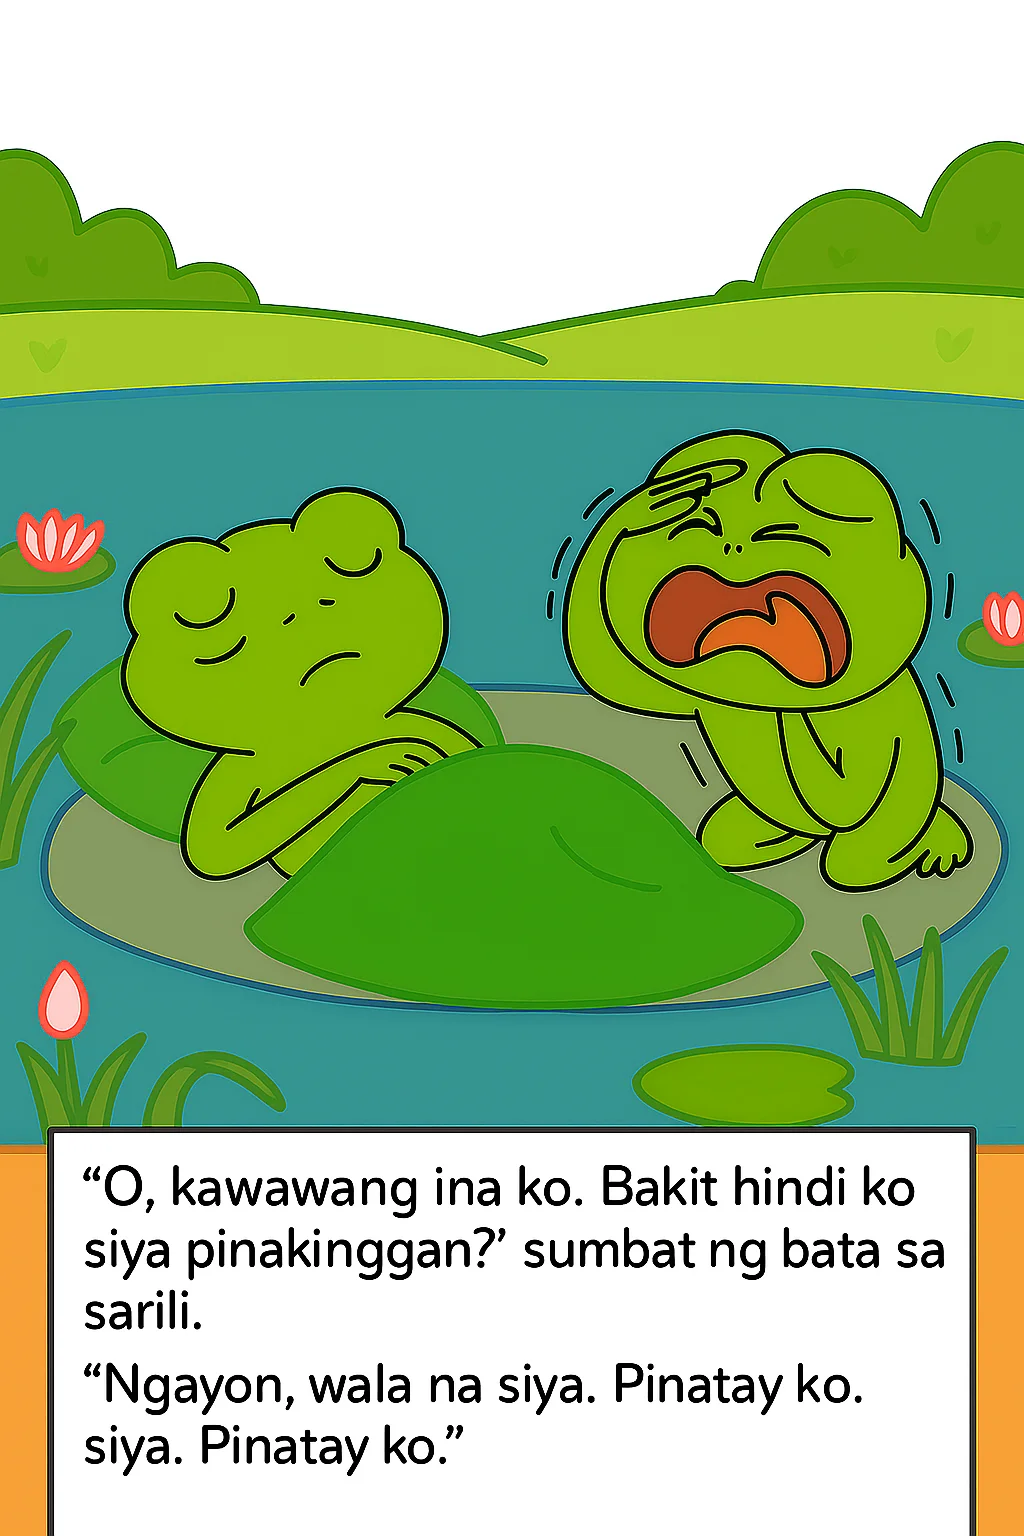 “O, kawawang ina ko. Bakit hindi ko
siya pinakinggan?’ sumbat ng bata sa
sarili.
“Ngayon, wala na siya. Pinatay ko.
siya. Pinatay ko.”